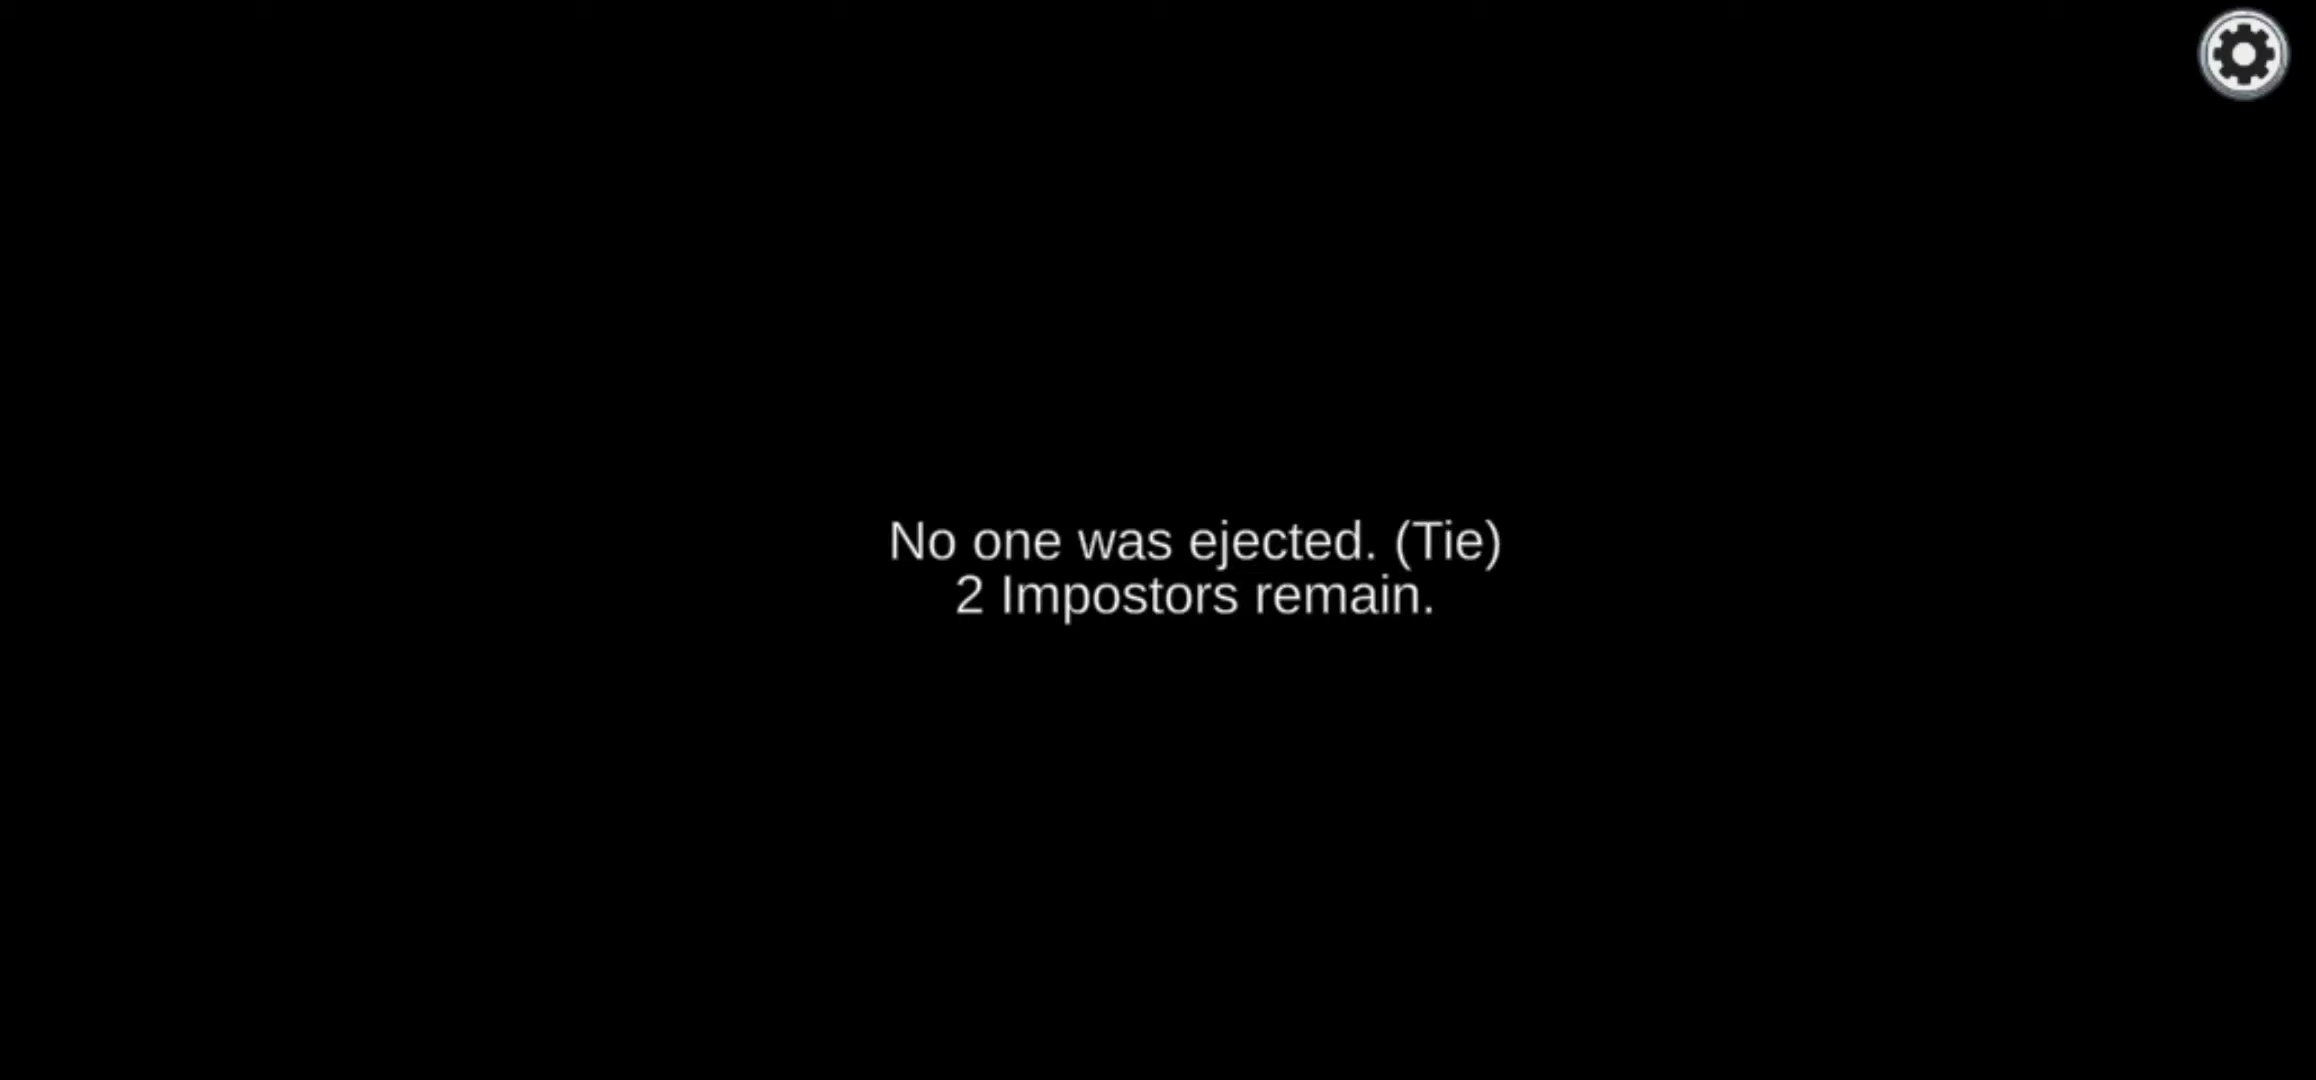 No one was ejected. (Tie)
2 Impostors remain.